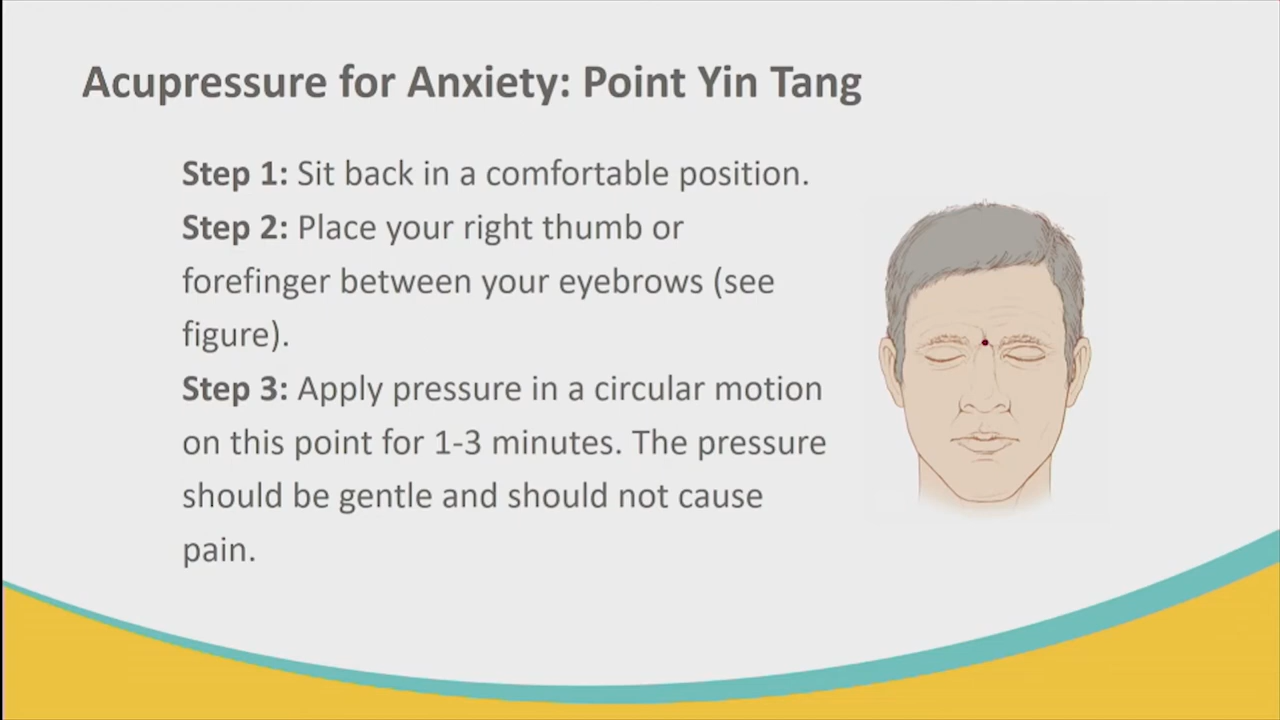 Acupressure for Anxiety: Point Yin Tang
Step 1: Sit back in a comfortable position.
Step 2: Place your right thumb or
forefinger between your eyebrows (see
figure).
Step 3: Apply pressure in a circular motion
on this point for 1-3 minutes. The pressure
should be gentle and should not cause
pain.